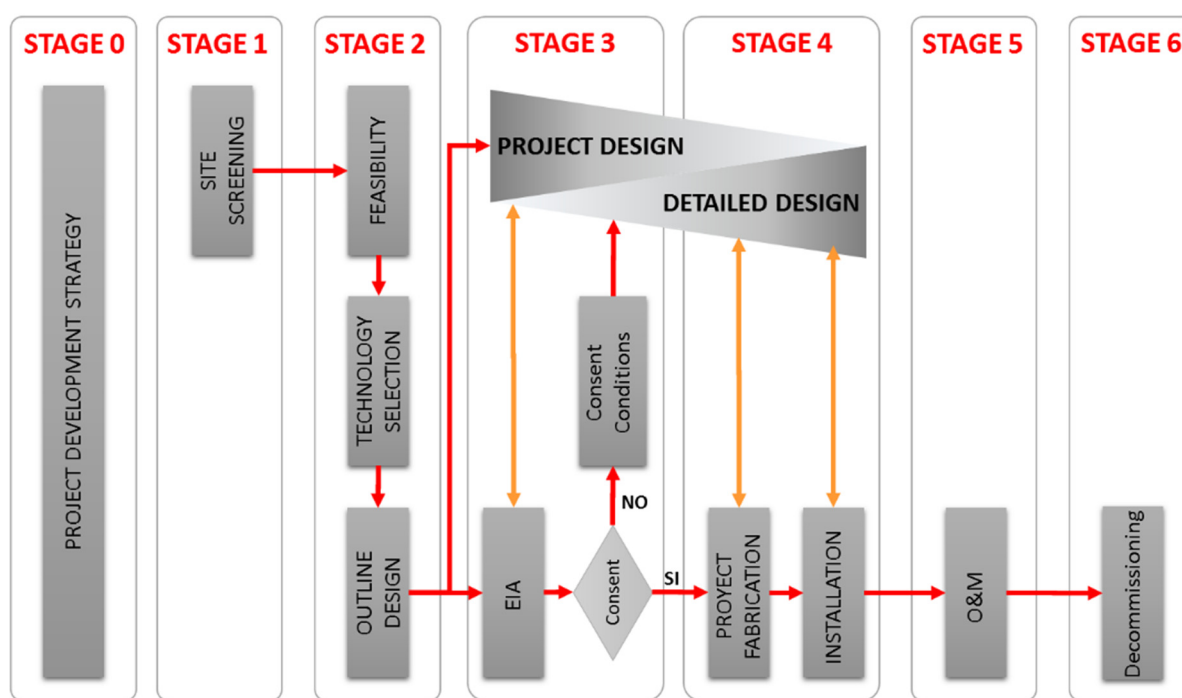 STAGE 0
STAGE 1
STAGE 2
STAGE 3
STAGE 4
STAGE 5
STAGE 6
PROJECT DEVELOPMENT STRATEGY
SITE
SCREENING
FEASIBILITY
TECHNOLOGY
SELECTION
OUTLINE
DESIGN
PROJECT DESIGN
DETAILED DESIGN
EIA
Consent
NO
Consent
Conditions
SI
PROYECT
FABRICATION
INSTALLATION
O&M
Decommissioning